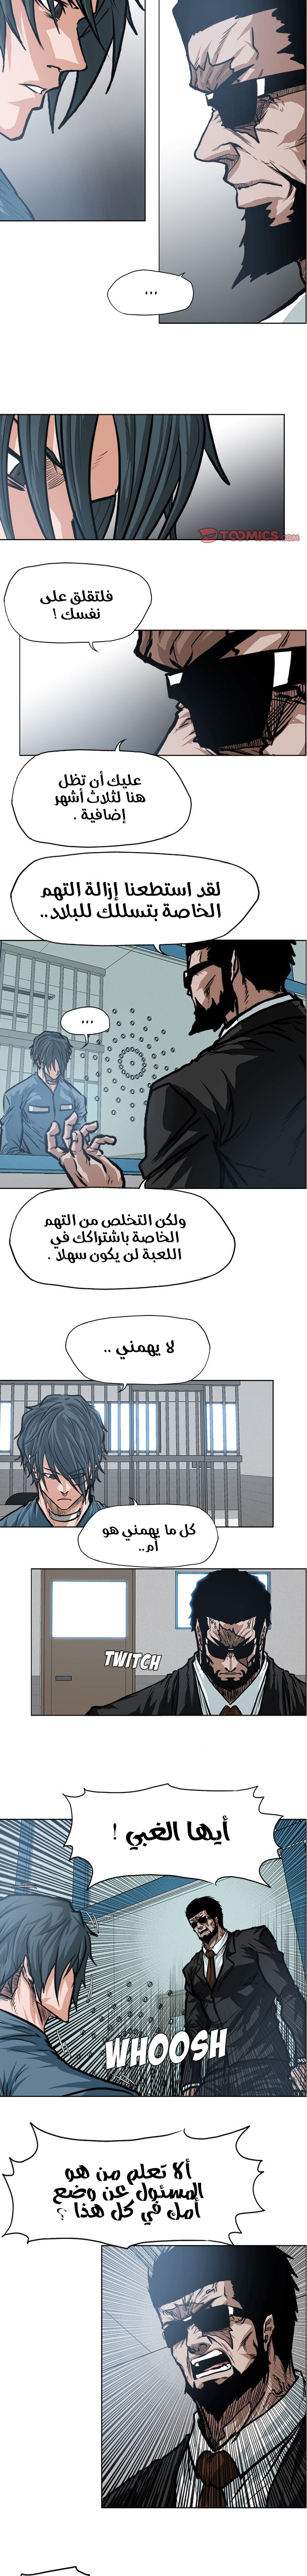 ...
TOOMICS.COM
فلتقلق على
نفسك !
عليك أن تظل
هنا لثلاث أشهر
إضافية .
لقد استطعنا إزالة التهم
الخاصة بتسللك للبلاد..
...
ولكن التخلص من التهم
الخاصة باشتراكك في
اللعبة لن يكون سهلا .
لا يهمني ..
كل ما يهمني هو
أم..
TWITCH
أيها الغبي !
WHOOSH
ألا تعلم من هو
المسئول عن وضع
أمك في كل هذا ؟